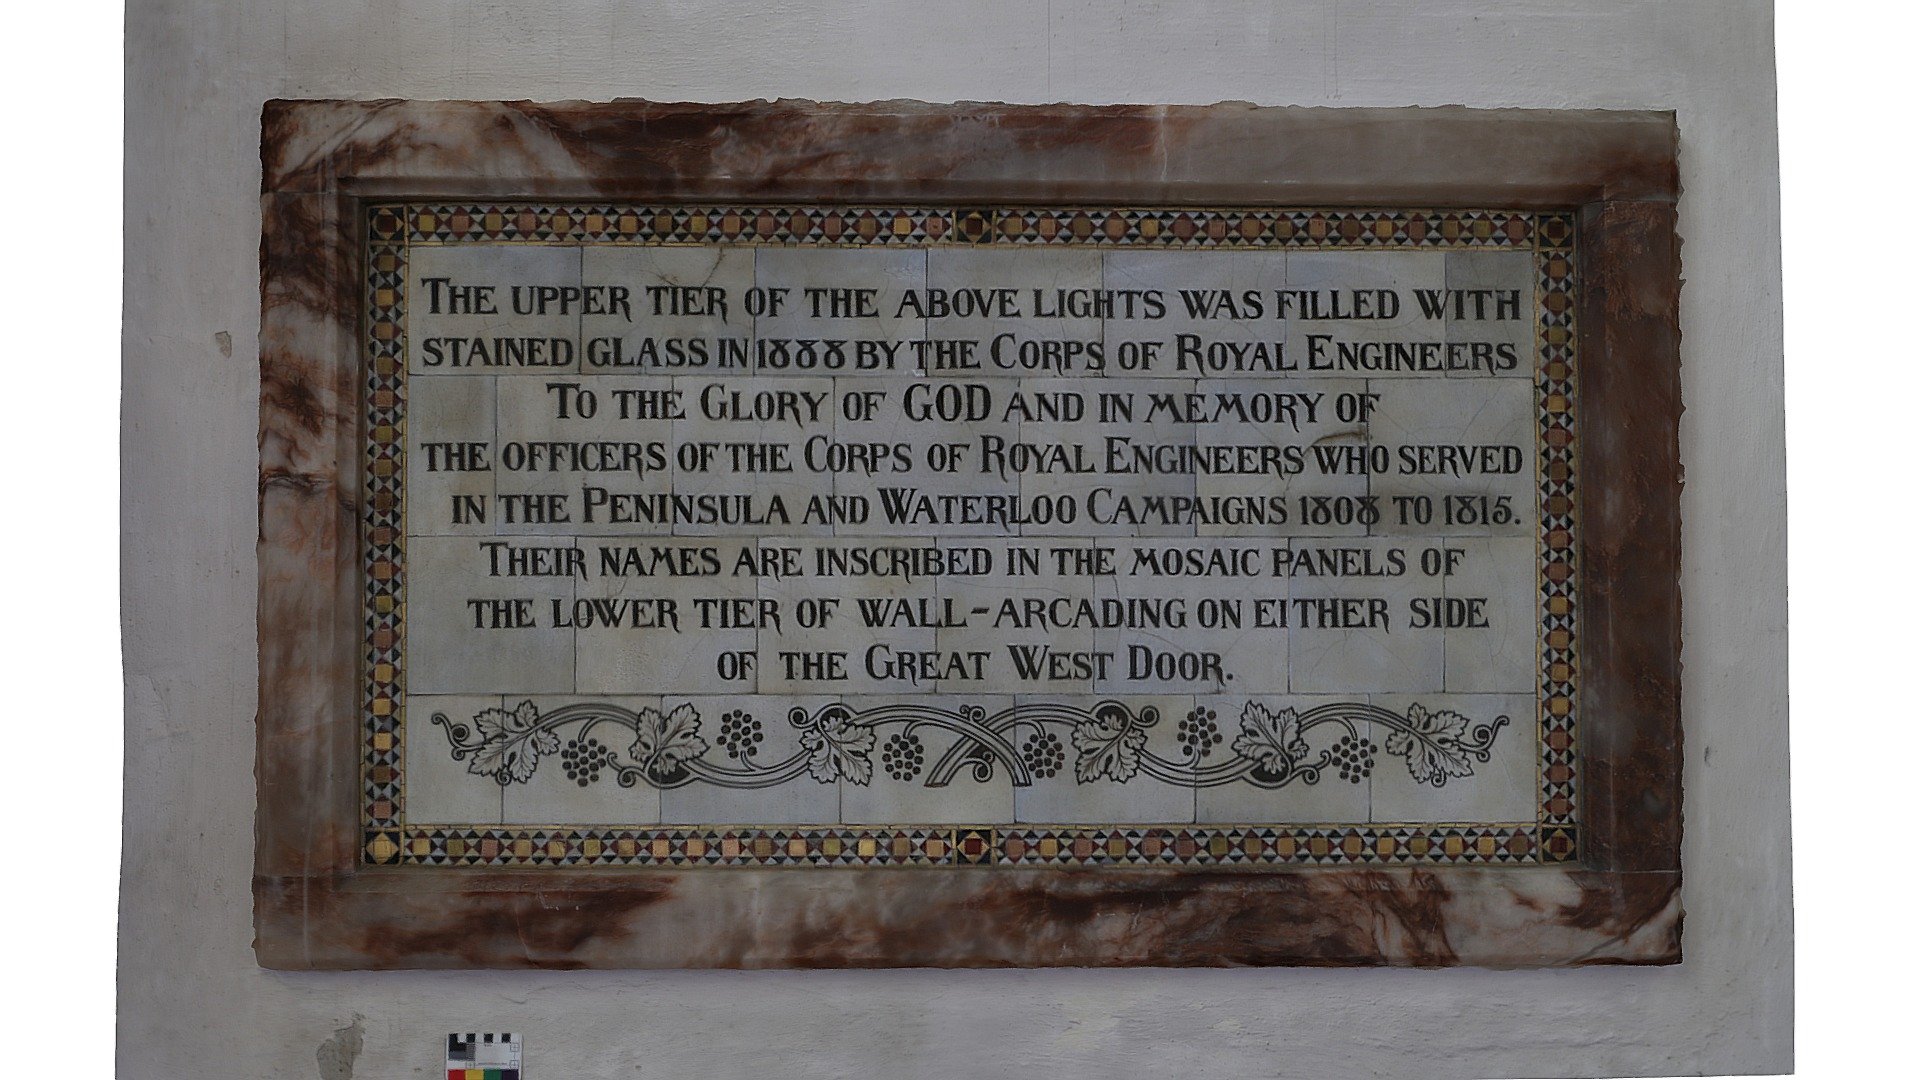 THE UPPER TIER OF THE ABOVE LIGHTS WAS FILLED WITH
STAINED GLASS IN 1888 BY THE CORPS OF ROYAL ENGINEERS
TO THE GLORY OF GOD AND IN MEMORY OF
THE OFFICERS OF THE CORPS OF ROYAL ENGINEERS WHO SERVED
IN THE PENINSULA AND WATERLOO CAMPAIGNS 1808 TO 1815.
THEIR NAMES ARE INSCRIBED IN THE MOSAIC PANELS OF
THE LOWER TIER OF WALL-ARCADING ON EITHER SIDE
OF THE GREAT WEST DOOR.